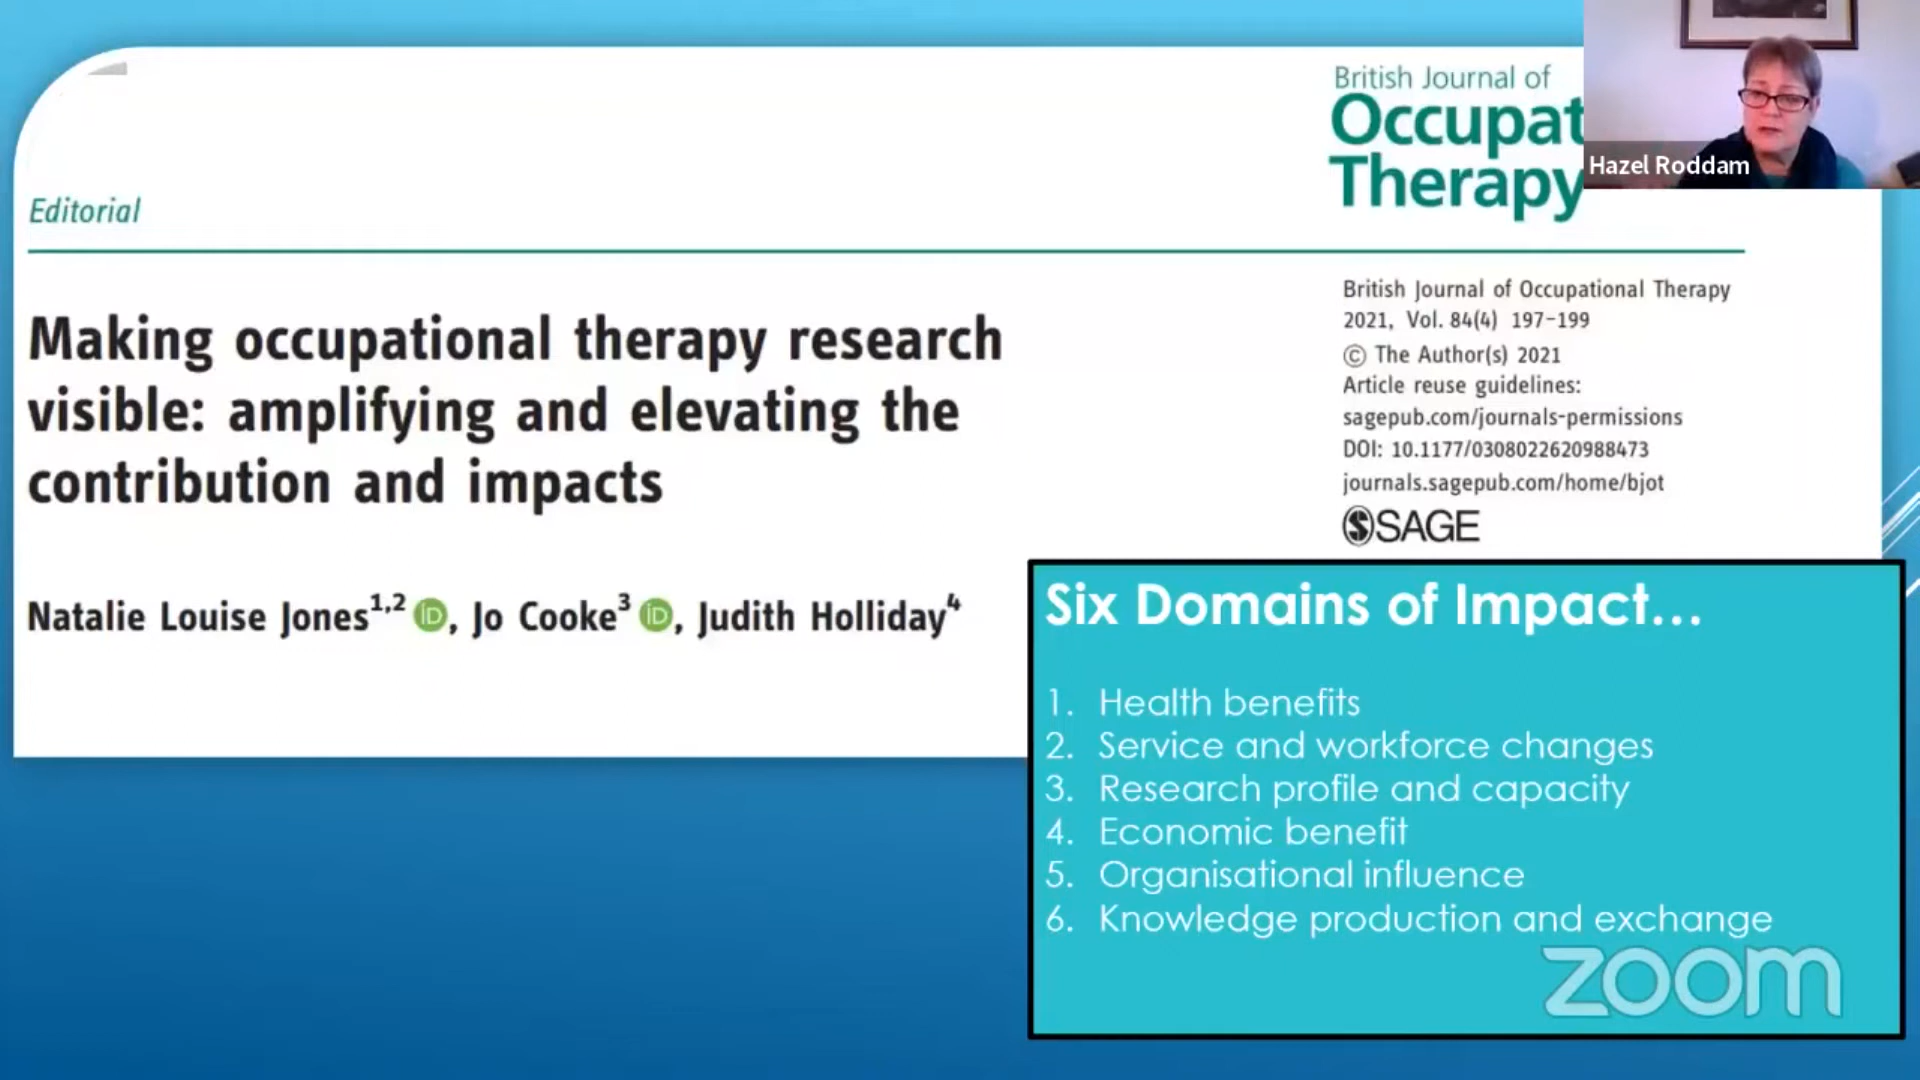 British Journal of
Occupat
Therapy
Hazel Roddam
Editorial
Making occupational therapy research
visible: amplifying and elevating the
contribution and impacts
British Journal of Occupational Therapy
2021, Vol. 84(4) 197–199
© The Author(s) 2021
Article reuse guidelines:
sagepub.com/journals-permissions
DOI: 10.1177/0308022620988473
journals.sagepub.com/home/bjot
SAGE
Natalie Louise Jones1,2 iD, Jo Cooke3 iD, Judith Holliday4
Six Domains of Impact…
1. Health benefits
2. Service and workforce changes
3. Research profile and capacity
4. Economic benefit
5. Organisational influence
6. Knowledge production and exchange
zoom